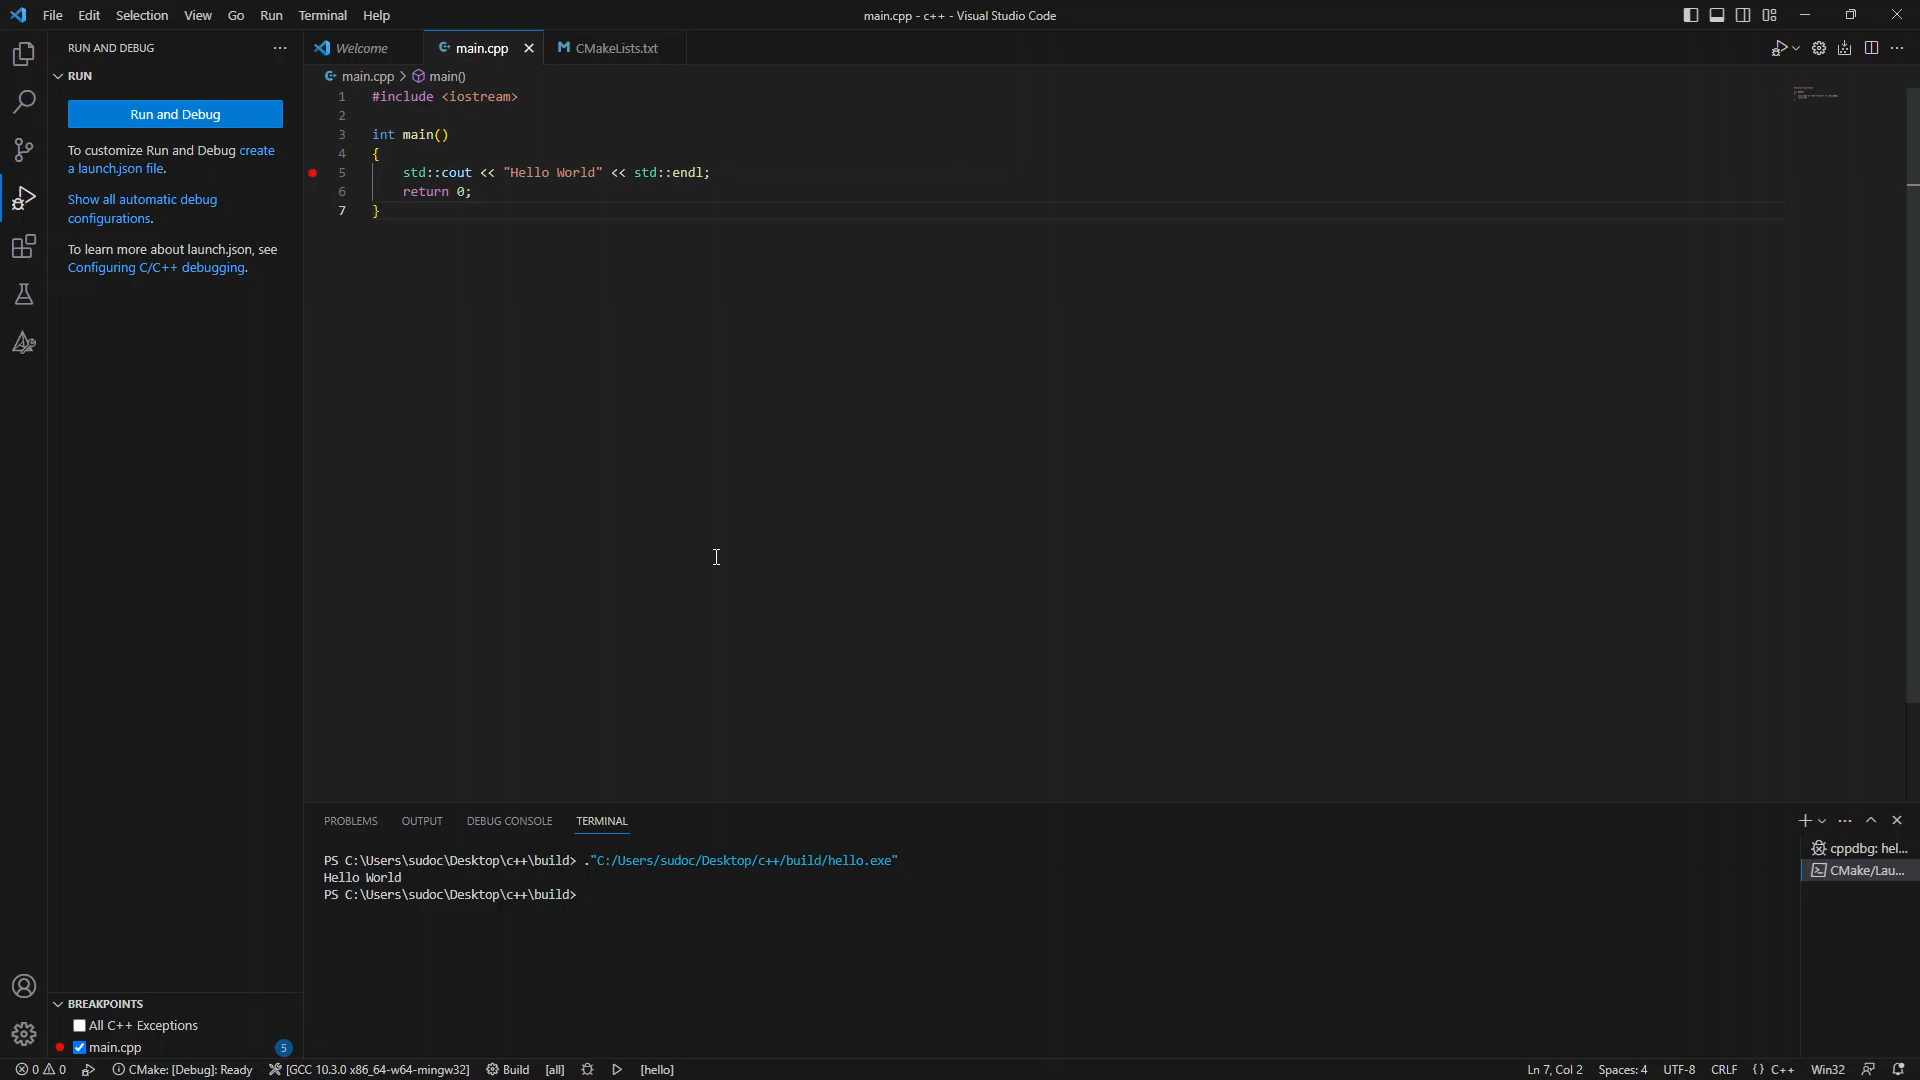 File Edit Selection View Go Run Terminal Help
main.cpp - c++ - Visual Studio Code
RUN AND DEBUG
RUN
Run and Debug
To customize Run and Debug create
a launch.json file.
Show all automatic debug
configurations.
To learn more about launch.json, see
Configuring C/C++ debugging.
BREAKPOINTS
All C++ Exceptions
main.cpp 5
Welcome main.cpp CMakeLists.txt
main.cpp > main()
1 #include <iostream>
2
3 int main()
4 {
5 std::cout << "Hello World" << std::endl;
6 return 0;
7 }
PROBLEMS OUTPUT DEBUG CONSOLE TERMINAL
PS C:\Users\sudoc\Desktop\c++\build> ."C:/Users/sudoc/Desktop/c++/build/hello.exe"
Hello World
PS C:\Users\sudoc\Desktop\c++\build>
cppdbg: hel...
CMake/Lau...
0 0 CMake: [Debug]: Ready [GCC 10.3.0 x86_64-w64-mingw32] Build [all] [hello] Ln 7, Col 2 Spaces: 4 UTF-8 CRLF {} C++ Win32